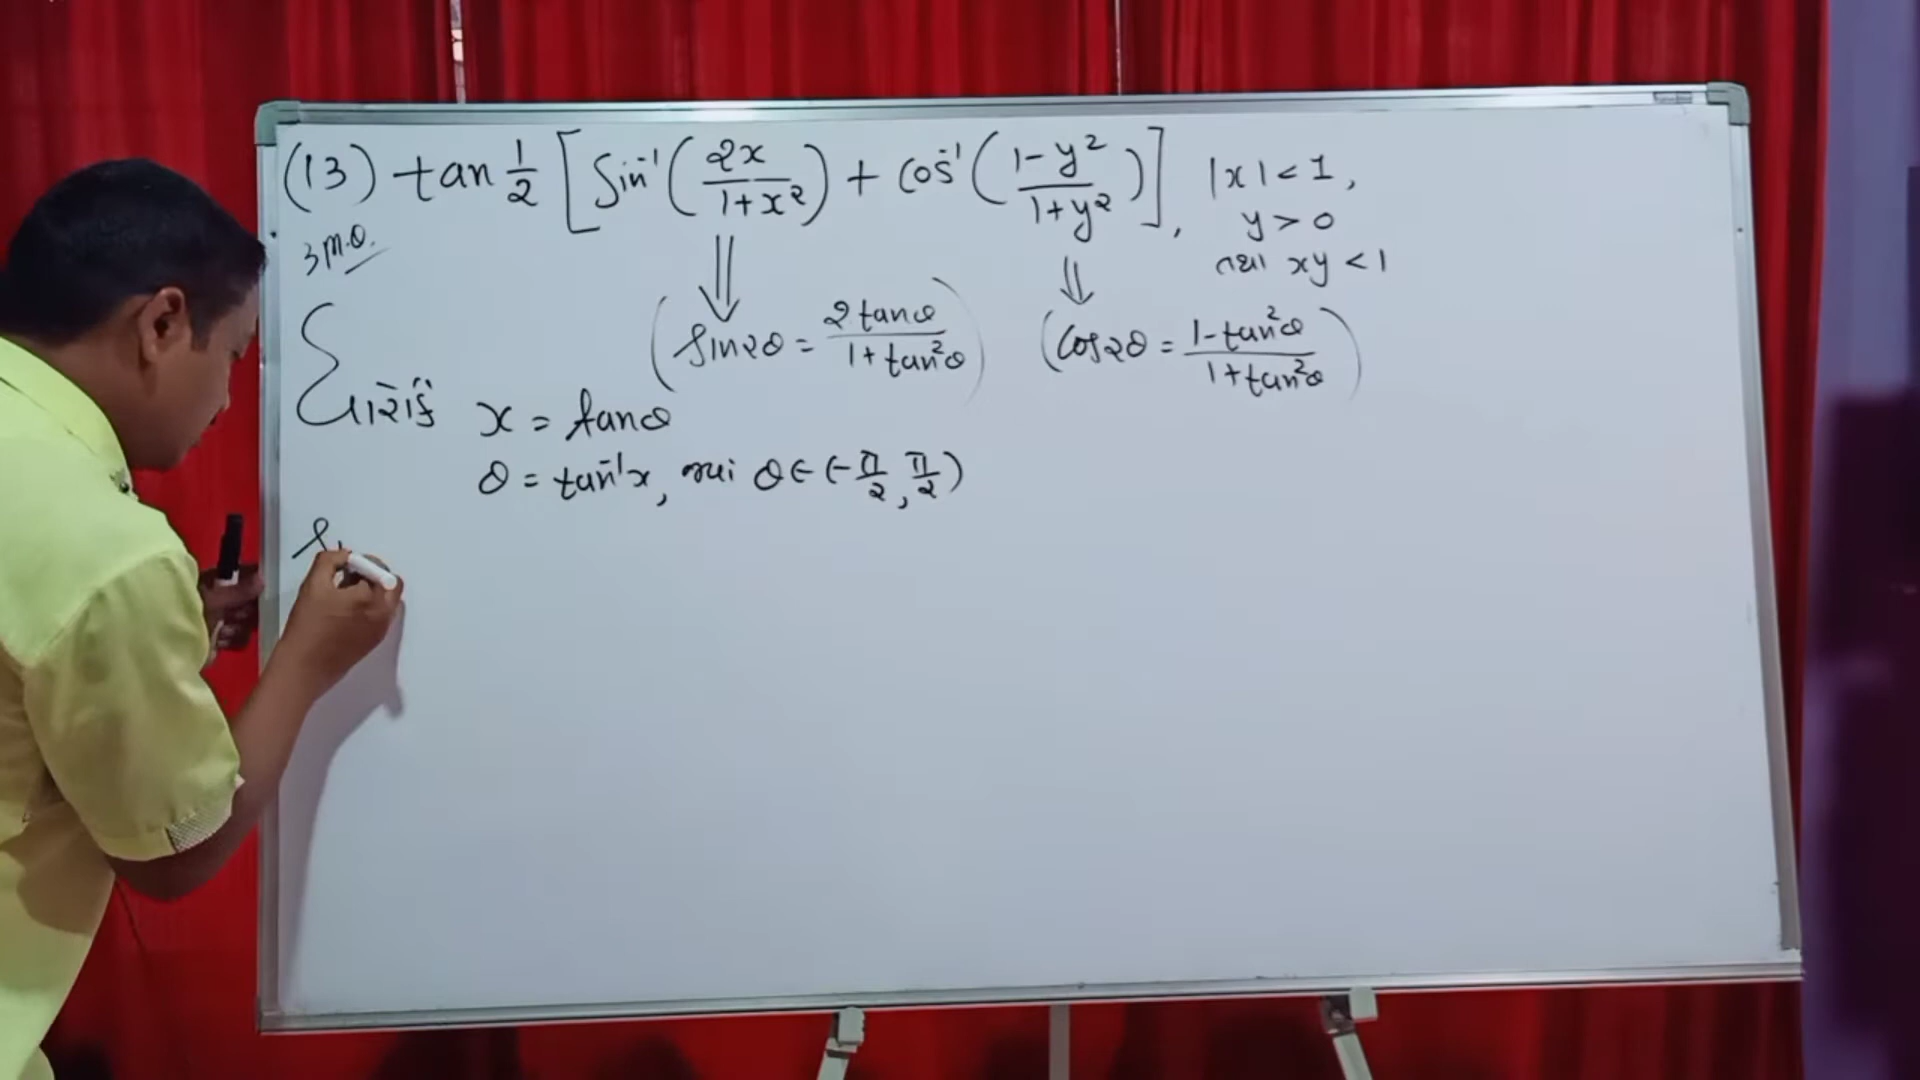 (13) tan 1/2 [Sin⁻¹(2x/1+x²) + Cos⁻¹(1-y²/1+y²)], |x| < 1,
y > 0
તથા xy < 1
3 M.Q.
(Sin2θ = 2tanθ/1+tan²θ) (Cos2θ = 1-tan²θ/1+tan²θ)
ધારોકે x = tanθ
θ = tan⁻¹x, જ્યાં θ ∈ (-π/2, π/2)